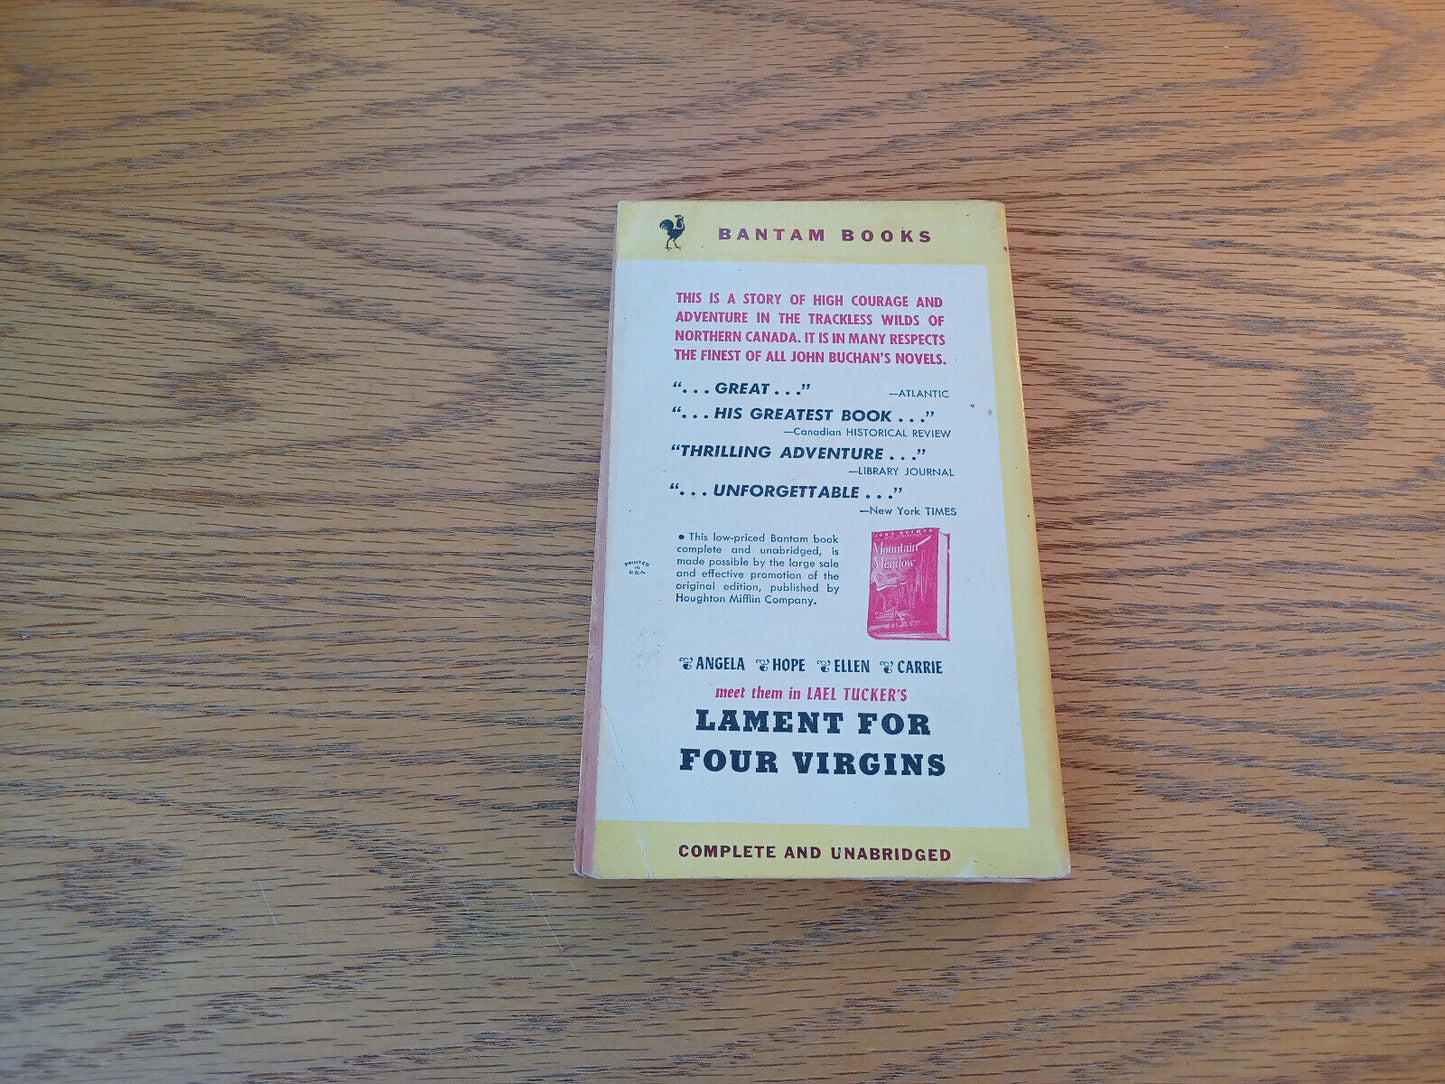 BANTAM BOOKS
THIS IS A STORY OF HIGH COURAGE AND
ADVENTURE IN THE TRACKLESS WILDS OF
NORTHERN CANADA. IT IS IN MANY RESPECTS
THE FINEST OF ALL JOHN BUCHAN'S NOVELS.
"...GREAT..."
—ATLANTIC
"...HIS GREATEST BOOK..."
—Canadian HISTORICAL REVIEW
"THRILLING ADVENTURE..."
—LIBRARY JOURNAL
"...UNFORGETTABLE..."
—New York TIMES
• This low-priced Bantam book
complete and unabridged, is
made possible by the large sale
and effective promotion of the
original edition, published by
Houghton Mifflin Company.
PRINTED
IN
U.S.A.
JOHN BUCHAN
Mountain
Meadow
ANGELA HOPE ELLEN CARRIE
meet them in LAEL TUCKER'S
LAMENT FOR
FOUR VIRGINS
COMPLETE AND UNABRIDGED